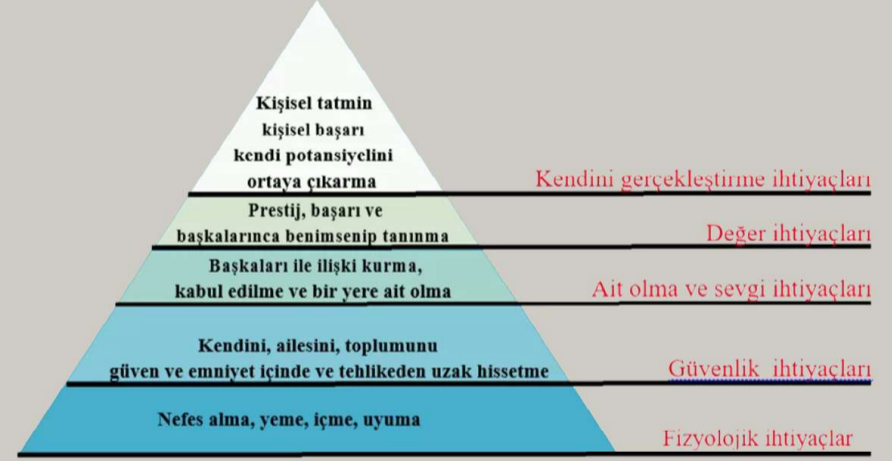 Kişisel tatmin
kişisel başarı
kendi potansiyelini
ortaya çıkarma
Kendini gerçekleştirme ihtiyaçları
Prestij, başarı ve
başkalarınca benimsenip tanınma
Değer ihtiyaçları
Başkaları ile ilişki kurma,
kabul edilme ve bir yere ait olma
Ait olma ve sevgi ihtiyaçları
Kendini, ailesini, toplumunu
güven ve emniyet içinde ve tehlikeden uzak hissetme
Güvenlik ihtiyaçları
Nefes alma, yeme, içme, uyuma
Fizyolojik ihtiyaçlar